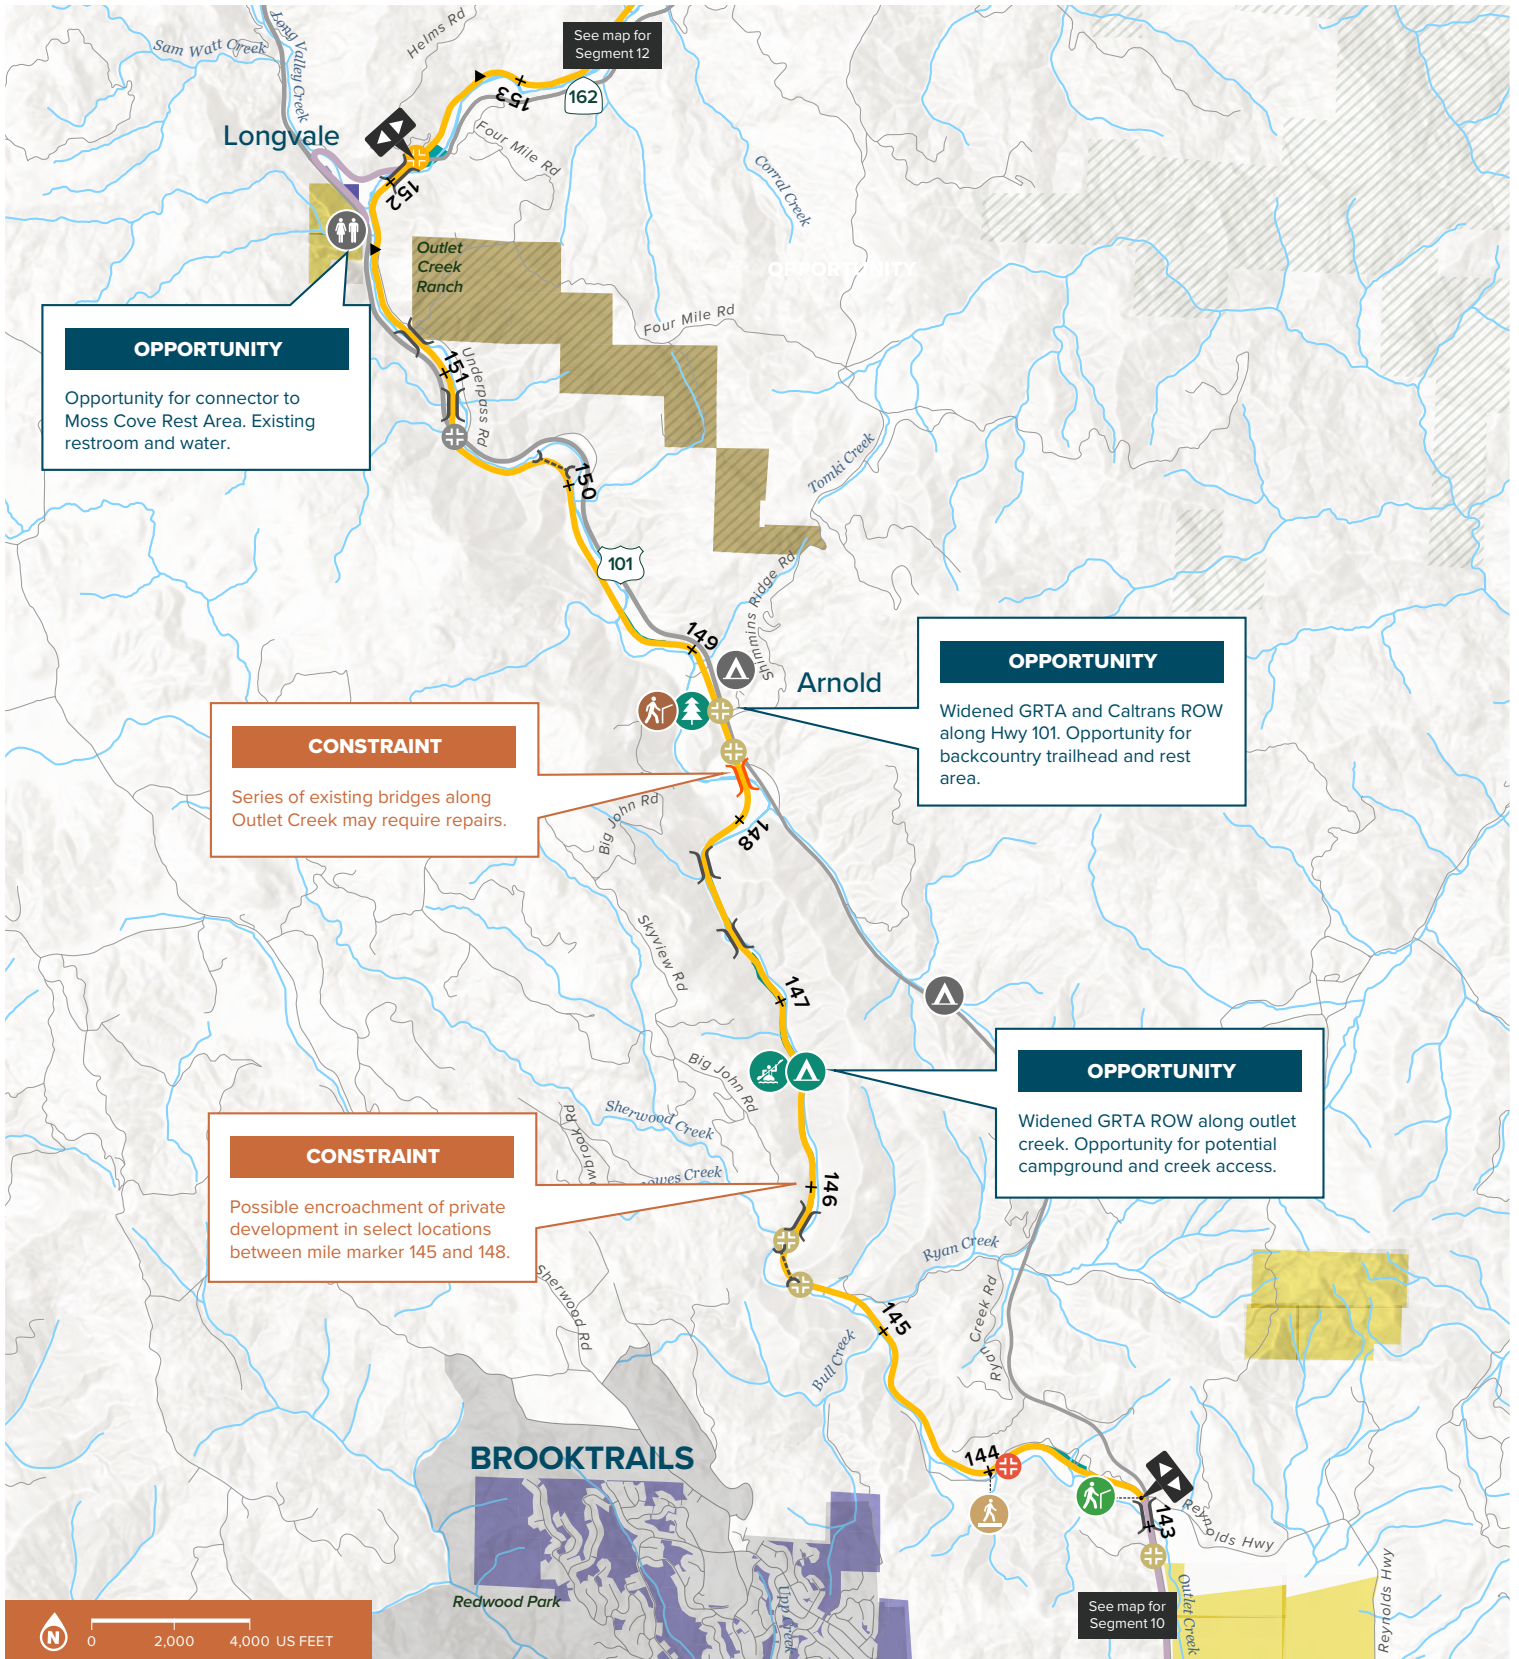 Sam Watt Creek
Long Valley Creek
Helms Rd
See map for
Segment 12
153
162
Longvale
Four Mile Rd
152
Corral Creek
Outlet
Creek
Ranch
OPPORTUNITY
Four Mile Rd
OPPORTUNITY
Opportunity for connector to
Moss Cove Rest Area. Existing
restroom and water.
151
Underpass Rd
150
Tomki Creek
101
Shimmins Ridge Rd
149
Arnold
OPPORTUNITY
Widened GRTA and Caltrans ROW
along Hwy 101. Opportunity for
backcountry trailhead and rest
area.
CONSTRAINT
Series of existing bridges along
Outlet Creek may require repairs.
Big John Rd
148
Skyview Rd
147
Big John Rd
OPPORTUNITY
Widened GRTA ROW along outlet
creek. Opportunity for potential
campground and creek access.
Sherwood Creek
CONSTRAINT
Possible encroachment of private
development in select locations
between mile marker 145 and 148.
Creek
146
Ryan Creek
Sherwood Rd
145
Ryan Creek Rd
Bull Creek
BROOKTRAILS
144
143
Reynolds Hwy
Redwood Park
See map for
Segment 10
Outlet Creek
Reynolds Hwy
N
0 2,000 4,000 US FEET